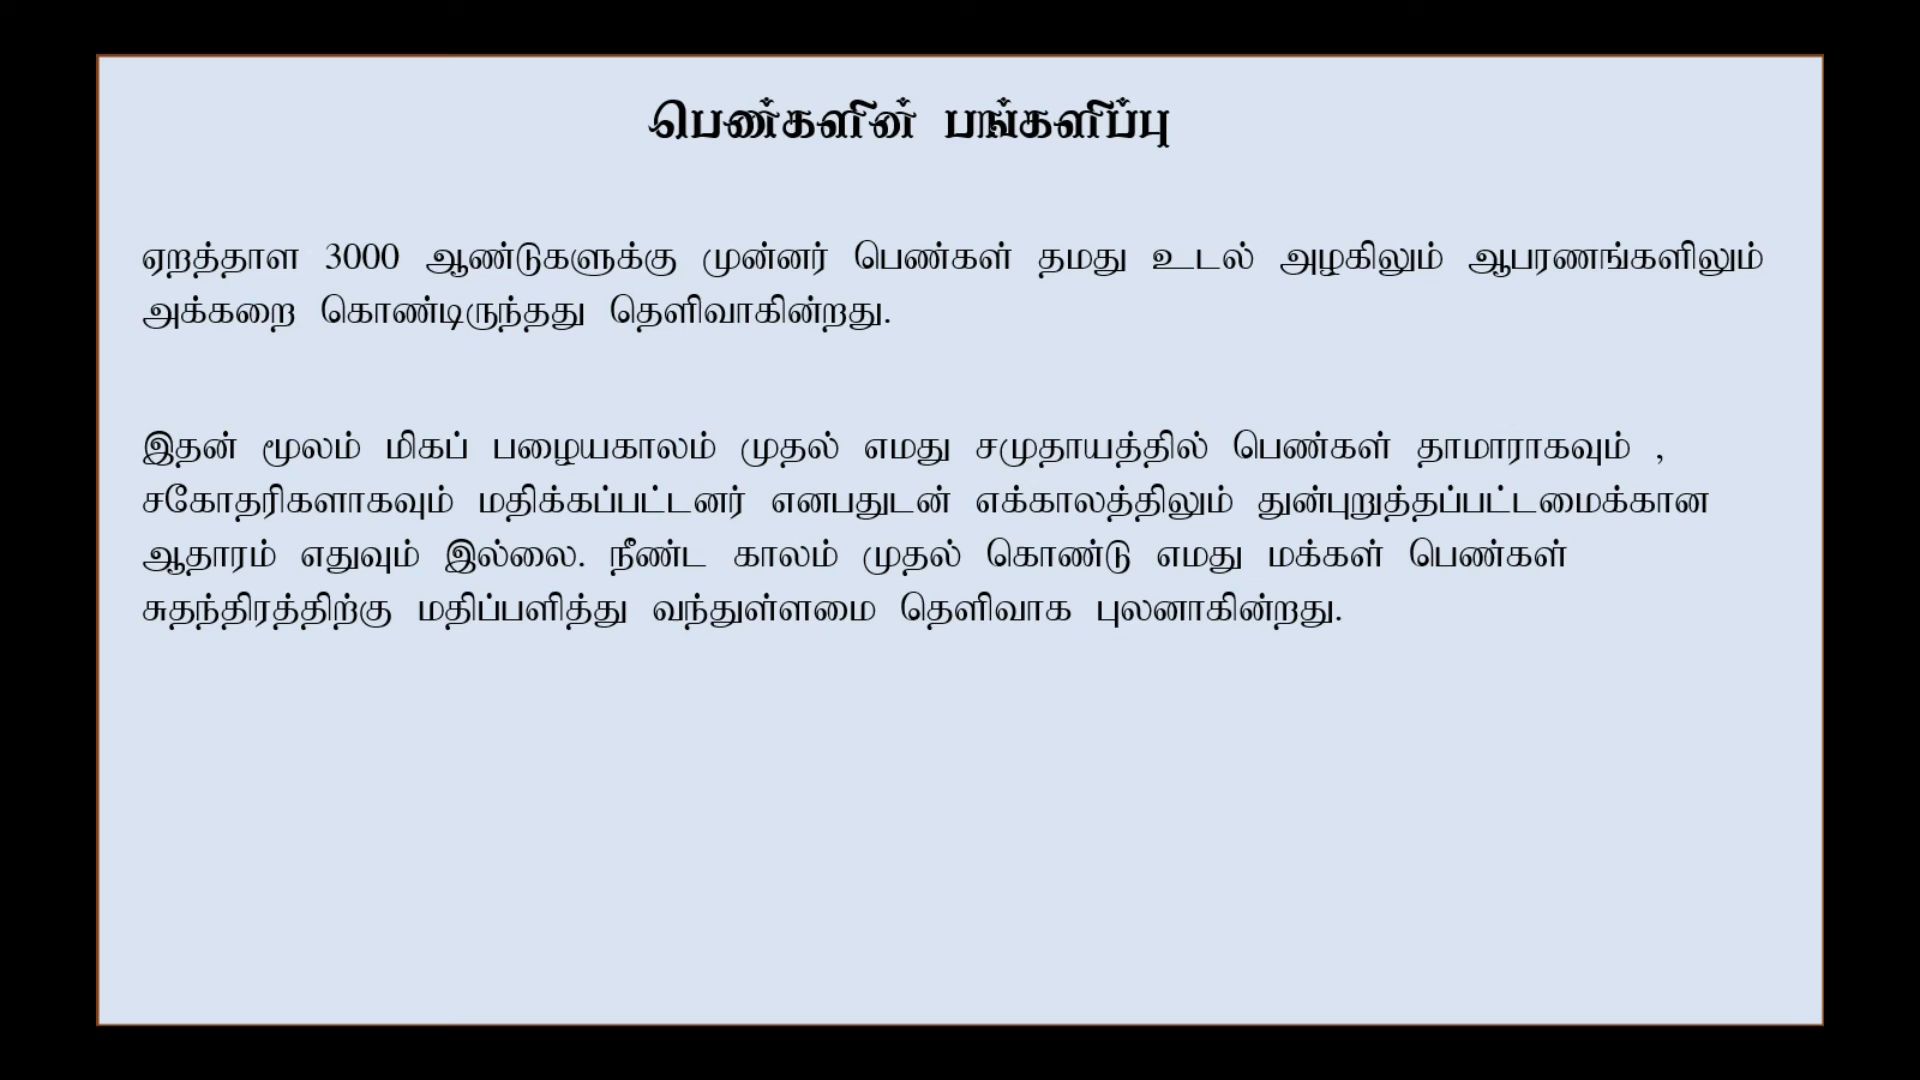 பெண்களின் பங்களிப்பு
ஏறத்தாள 3000 ஆண்டுகளுக்கு முன்னர் பெண்கள் தமது உடல் அழகிலும் ஆபரணங்களிலும்
அக்கறை கொண்டிருந்தது தெளிவாகின்றது.
இதன் மூலம் மிகப் பழையகாலம் முதல் எமது சமுதாயத்தில் பெண்கள் தாமாராகவும் ,
சகோதரிகளாகவும் மதிக்கப்பட்டனர் எனபதுடன் எக்காலத்திலும் துன்புறுத்தப்பட்டமைக்கான
ஆதாரம் எதுவும் இல்லை. நீண்ட காலம் முதல் கொண்டு எமது மக்கள் பெண்கள்
சுதந்திரத்திற்கு மதிப்பளித்து வந்துள்ளமை தெளிவாக புலனாகின்றது.